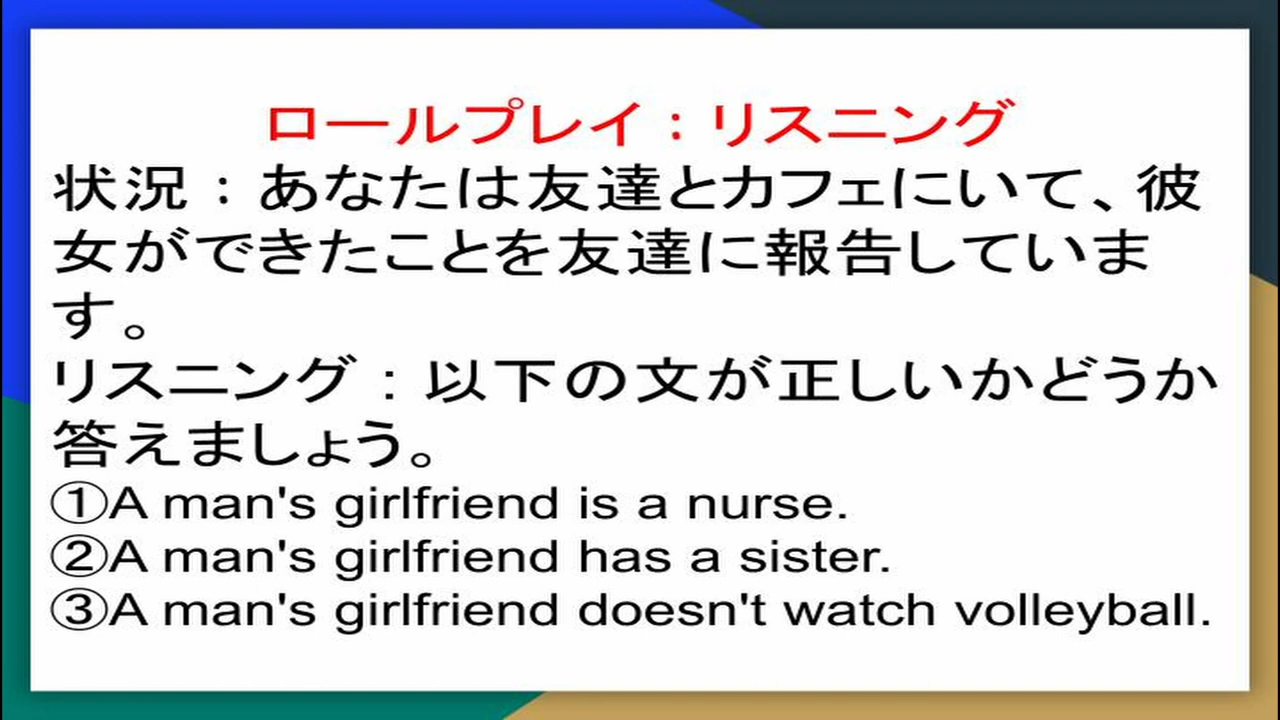 ロールプレイ：リスニング
状況：あなたは友達とカフェにいて、彼
女ができたことを友達に報告していま
す。
リスニング：以下の文が正しいかどうか
答えましょう。
①A man's girlfriend is a nurse.
②A man's girlfriend has a sister.
③A man's girlfriend doesn't watch volleyball.